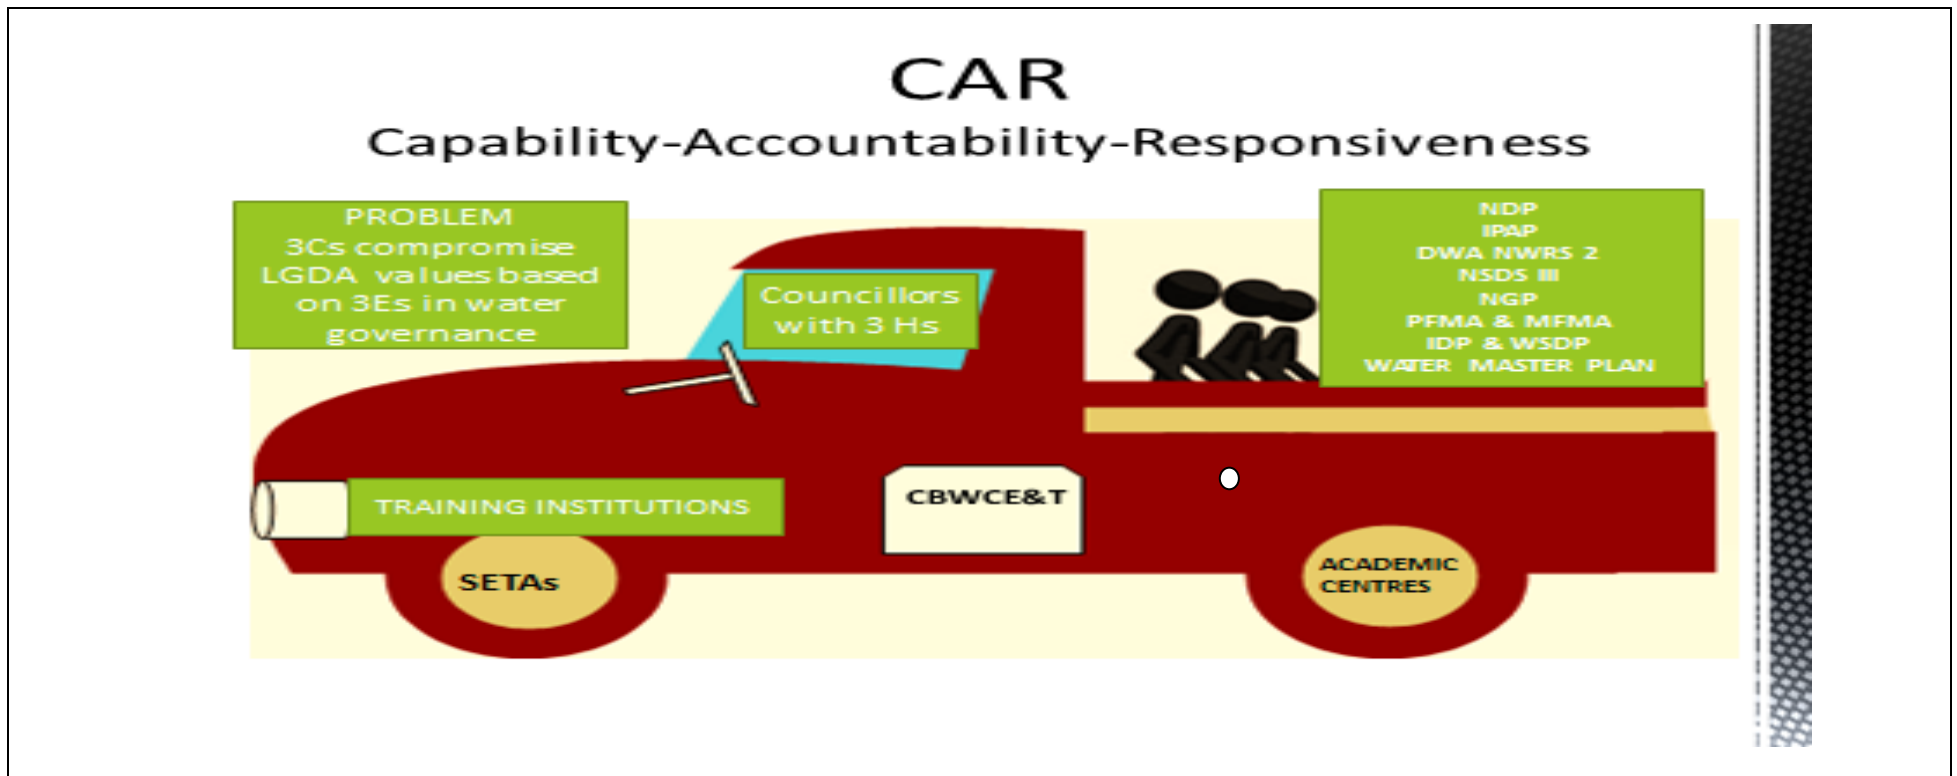 CAR
Capability-Accountability-Responsiveness
PROBLEM
3Cs compromise
LGDA values based
on 3Es in water
governance
Councillors
with 3 Hs
NDP
IPAP
DWA NWRS 2
NSDS III
NGP
PFMA & MFMA
IDP & WSDP
WATER MASTER PLAN
TRAINING INSTITUTIONS
CBWCE&T
SETAs
ACADEMIC
CENTRES